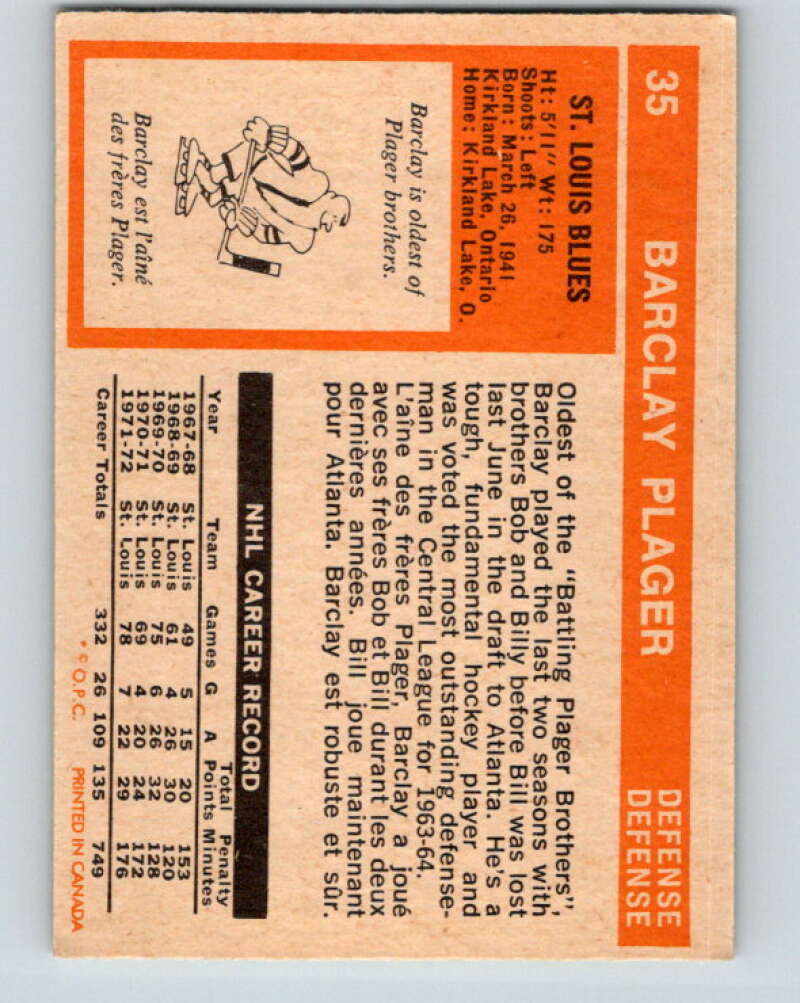 35 BARCLAY PLAGER DEFENSE
DEFENSE
ST. LOUIS BLUES
Ht: 5'11" Wt: 175
Shoots: Left
Born: March 26, 1941
Kirkland Lake, Ontario
Home: Kirkland Lake, O.
Barclay is oldest of
Plager brothers.
Barclay est l'aîné
des frères Plager.
Oldest of the "Battling Plager Brothers",
Barclay played the last two seasons with
brothers Bob and Billy before Bill was lost
last June in the draft to Atlanta. He's a
tough, fundamental hockey player and
was voted the most outstanding defense-
man in the Central League for 1963-64.
L'aîne des frères Plager, Barclay a joué
avec ses frères Bob et Bill durant les deux
dernières années. Bill joue maintenant
pour Atlanta. Barclay est robuste et sûr.
NHL CAREER RECORD
Total Penalty
Year Team Games G A Points Minutes
1967-68 St. Louis 49 5 15 20 153
1968-69 St. Louis 61 4 26 30 120
1969-70 St. Louis 75 6 26 32 128
1970-71 St. Louis 69 4 20 24 172
1971-72 St. Louis 78 7 22 29 176
Career Totals 332 26 109 135 749
* © O.P.C. PRINTED IN CANADA